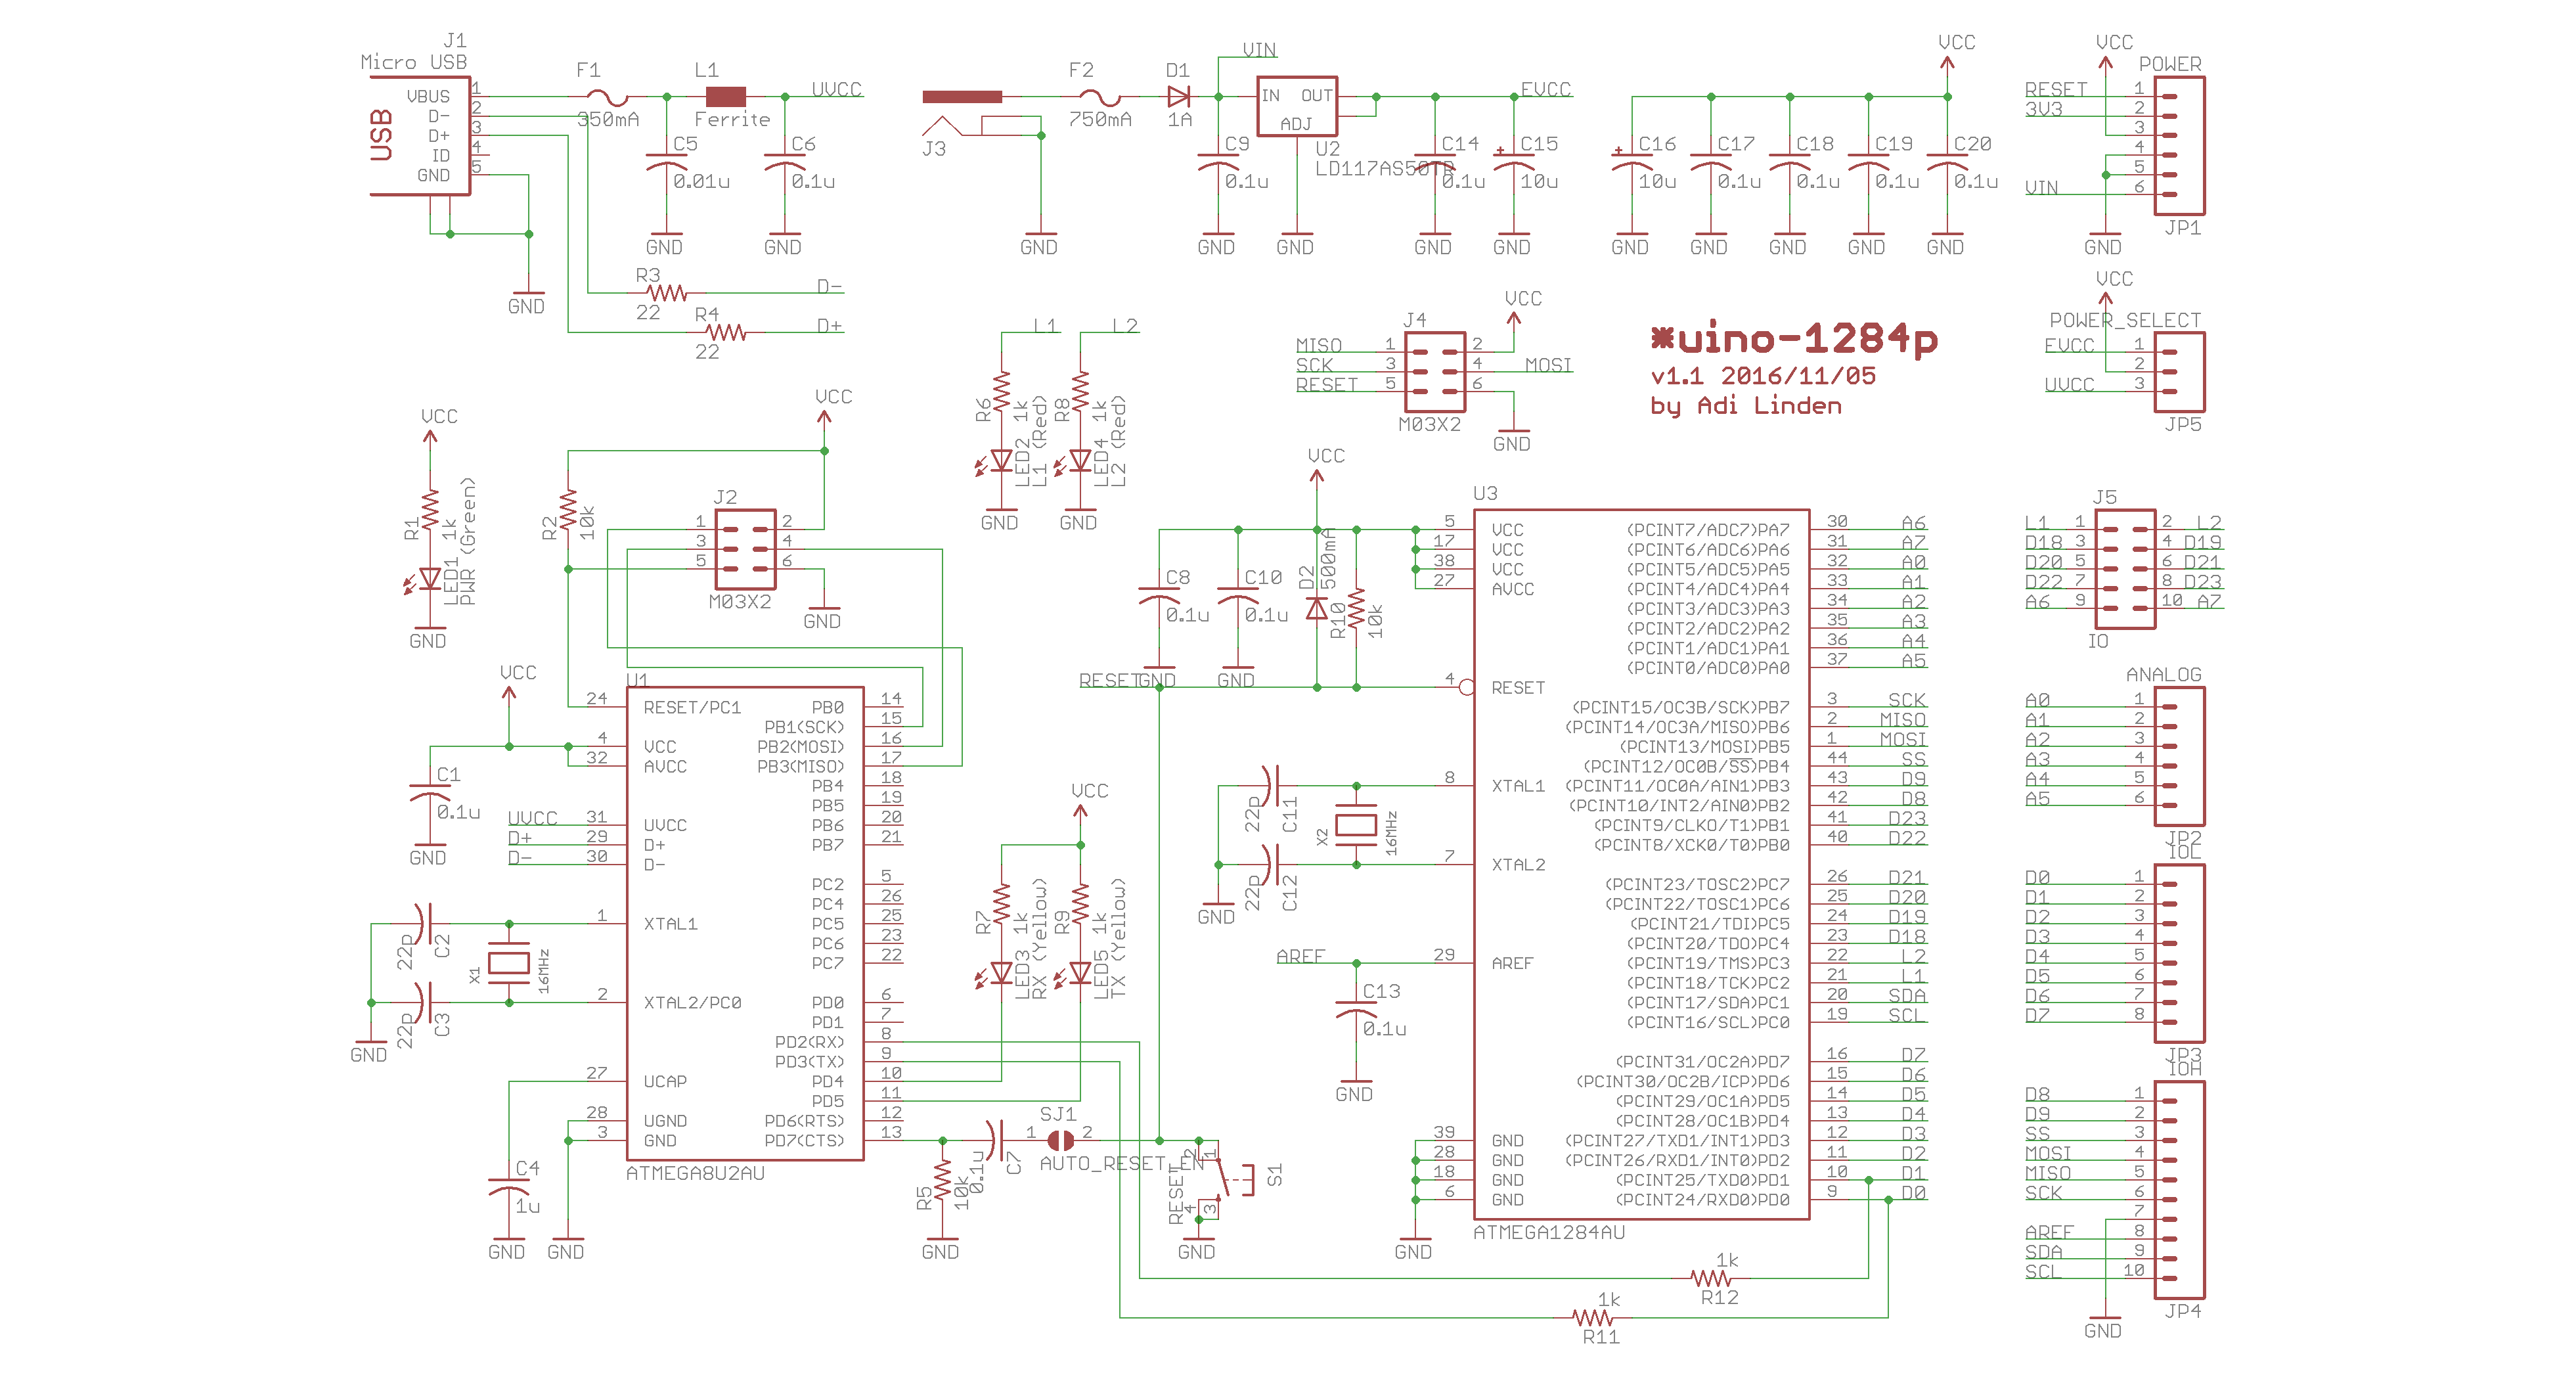 J1
Micro USB
USB
VBUS 1
D- 2
D+ 3
ID 4
GND 5
GND
F1
350mA
L1
Ferrite
UVCC
C5
0.01u
GND
C6
0.1u
GND
R3
22
D-
R4
22
D+
J3
GND
F2
750mA
D1
1A
VIN
IN OUT
ADJ
U2
LD117AS50TR
EVCC
C9
0.1u
GND
GND
C14
0.1u
GND
C15
10u
GND
VCC
C16
10u
GND
C17
0.1u
GND
C18
0.1u
GND
C19
0.1u
GND
C20
0.1u
GND
VCC
POWER
RESET 1
3V3 2
3
4
5
VIN 6
JP1
GND
VCC
POWER_SELECT
EVCC 1
2
UVCC 3
JP5
*uino-1284p
v1.1 2016/11/05
by Adi Linden
J4
VCC
MISO 1 2
SCK 3 4 MOSI
RESET 5 6
M03X2
GND
L1
R6
1k
LED2
L1 (Red)
GND
L2
R8
1k
LED4
L2 (Red)
GND
VCC
R1
1k
LED1
PWR (Green)
GND
VCC
R2
10k
J2
1 2
3 4
5 6
M03X2
GND
VCC
C1
0.1u
GND
U1
24 RESET/PC1
4 VCC
32 AVCC
UVCC 31 UVCC
D+ 29 D+
D- 30 D-
1 XTAL1
2 XTAL2/PC0
27 UCAP
28 UGND
3 GND
PB0 14
PB1(SCK) 15
PB2(MOSI) 16
PB3(MISO) 17
PB4 18
PB5 19
PB6 20
PB7 21
PC2 5
PC4 26
PC5 25
PC6 23
PC7 22
PD0 6
PD1 7
PD2(RX) 8
PD3(TX) 9
PD4 10
PD5 11
PD6(RTS) 12
PD7(CTS) 13
ATMEGA8U2AU
22p
C2
22p
C3
X1
16MHz
GND
C4
1u
GND
GND
VCC
R7
1k
LED3
RX (Yellow)
R9
1k
LED5
TX (Yellow)
R5
10k
GND
0.1u
C7
SJ1
1 2
AUTO_RESET_EN
RESET
2 1
4 3
S1
GND
VCC
C8
0.1u
GND
C10
0.1u
GND
D2
500mA
R10
10k
RESET
22p
C11
22p
C12
X2
16MHz
GND
AREF
C13
0.1u
GND
GND
U3
5 VCC
17 VCC
38 VCC
27 AVCC
4 RESET
8 XTAL1
7 XTAL2
29 AREF
39 GND
28 GND
18 GND
6 GND
(PCINT7/ADC7)PA7 30 A6
(PCINT6/ADC6)PA6 31 A7
(PCINT5/ADC5)PA5 32 A0
(PCINT4/ADC4)PA4 33 A1
(PCINT3/ADC3)PA3 34 A2
(PCINT2/ADC2)PA2 35 A3
(PCINT1/ADC1)PA1 36 A4
(PCINT0/ADC0)PA0 37 A5
(PCINT15/OC3B/SCK)PB7 3 SCK
(PCINT14/OC3A/MISO)PB6 2 MISO
(PCINT13/MOSI)PB5 1 MOSI
(PCINT12/OC0B/SS)PB4 44 SS
(PCINT11/OC0A/AIN1)PB3 43 D9
(PCINT10/INT2/AIN0)PB2 42 D8
(PCINT9/CLKO/T1)PB1 41 D23
(PCINT8/XCK0/T0)PB0 40 D22
(PCINT23/TOSC2)PC7 26 D21
(PCINT22/TOSC1)PC6 25 D20
(PCINT21/TDI)PC5 24 D19
(PCINT20/TDO)PC4 23 D18
(PCINT19/TMS)PC3 22 L2
(PCINT18/TCK)PC2 21 L1
(PCINT17/SDA)PC1 20 SDA
(PCINT16/SCL)PC0 19 SCL
(PCINT31/OC2A)PD7 16 D7
(PCINT30/OC2B/ICP)PD6 15 D6
(PCINT29/OC1A)PD5 14 D5
(PCINT28/OC1B)PD4 13 D4
(PCINT27/TXD1/INT1)PD3 12 D3
(PCINT26/RXD1/INT0)PD2 11 D2
(PCINT25/TXD0)PD1 10 D1
(PCINT24/RXD0)PD0 9 D0
ATMEGA1284AU
1k
R12
1k
R11
J5
L1 1 2 L2
D18 3 4 D19
D20 5 6 D21
D22 7 8 D23
A6 9 10 A7
IO
ANALOG
A0 1
A1 2
A2 3
A3 4
A4 5
A5 6
JP2
IOL
D0 1
D1 2
D2 3
D3 4
D4 5
D5 6
D6 7
D7 8
JP3
IOH
D8 1
D9 2
SS 3
MOSI 4
MISO 5
SCK 6
7
AREF 8
SDA 9
SCL 10
JP4
GND